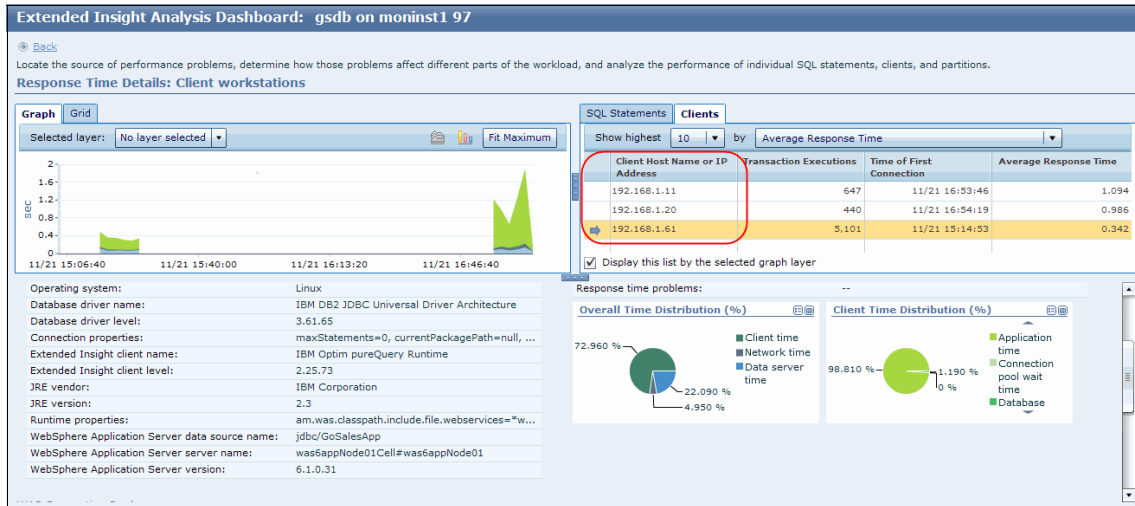 Extended Insight Analysis Dashboard: gsdb on moninst1 97
Back
Locate the source of performance problems, determine how those problems affect different parts of the workload, and analyze the performance of individual SQL statements, clients, and partitions.
Response Time Details: Client workstations
Graph Grid
Selected layer: No layer selected Fit Maximum
2
1.6
1.2
sec
0.8
0.4
0
11/21 15:06:40 11/21 15:40:00 11/21 16:13:20 11/21 16:46:40
SQL Statements Clients
Show highest 10 by Average Response Time
Client Host Name or IP Address Transaction Executions Time of First Connection Average Response Time
192.168.1.11 647 11/21 16:53:46 1.094
192.168.1.20 440 11/21 16:54:19 0.986
192.168.1.61 5,101 11/21 15:14:53 0.342
Display this list by the selected graph layer
Operating system: Linux
Database driver name: IBM DB2 JDBC Universal Driver Architecture
Database driver level: 3.61.65
Connection properties: maxStatements=0, currentPackagePath=null, ...
Extended Insight client name: IBM Optim pureQuery Runtime
Extended Insight client level: 2.25.73
JRE vendor: IBM Corporation
JRE version: 2.3
Runtime properties: am.was.classpath.include.file.webservices=*w...
WebSphere Application Server data source name: jdbc/GoSalesApp
WebSphere Application Server server name: was6appNode01Cell#was6appNode01
WebSphere Application Server version: 6.1.0.31
Response time problems: --
Overall Time Distribution (%)
72.960 %
22.090 %
4.950 %
Client time
Network time
Data server time
Client Time Distribution (%)
98.810 %
1.190 %
0 %
Application time
Connection pool wait time
Database